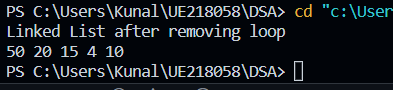 PS C:\Users\Kunal\UE218058\DSA> cd "c:\User
Linked List after removing loop
50 20 15 4 10
PS C:\Users\Kunal\UE218058\DSA>